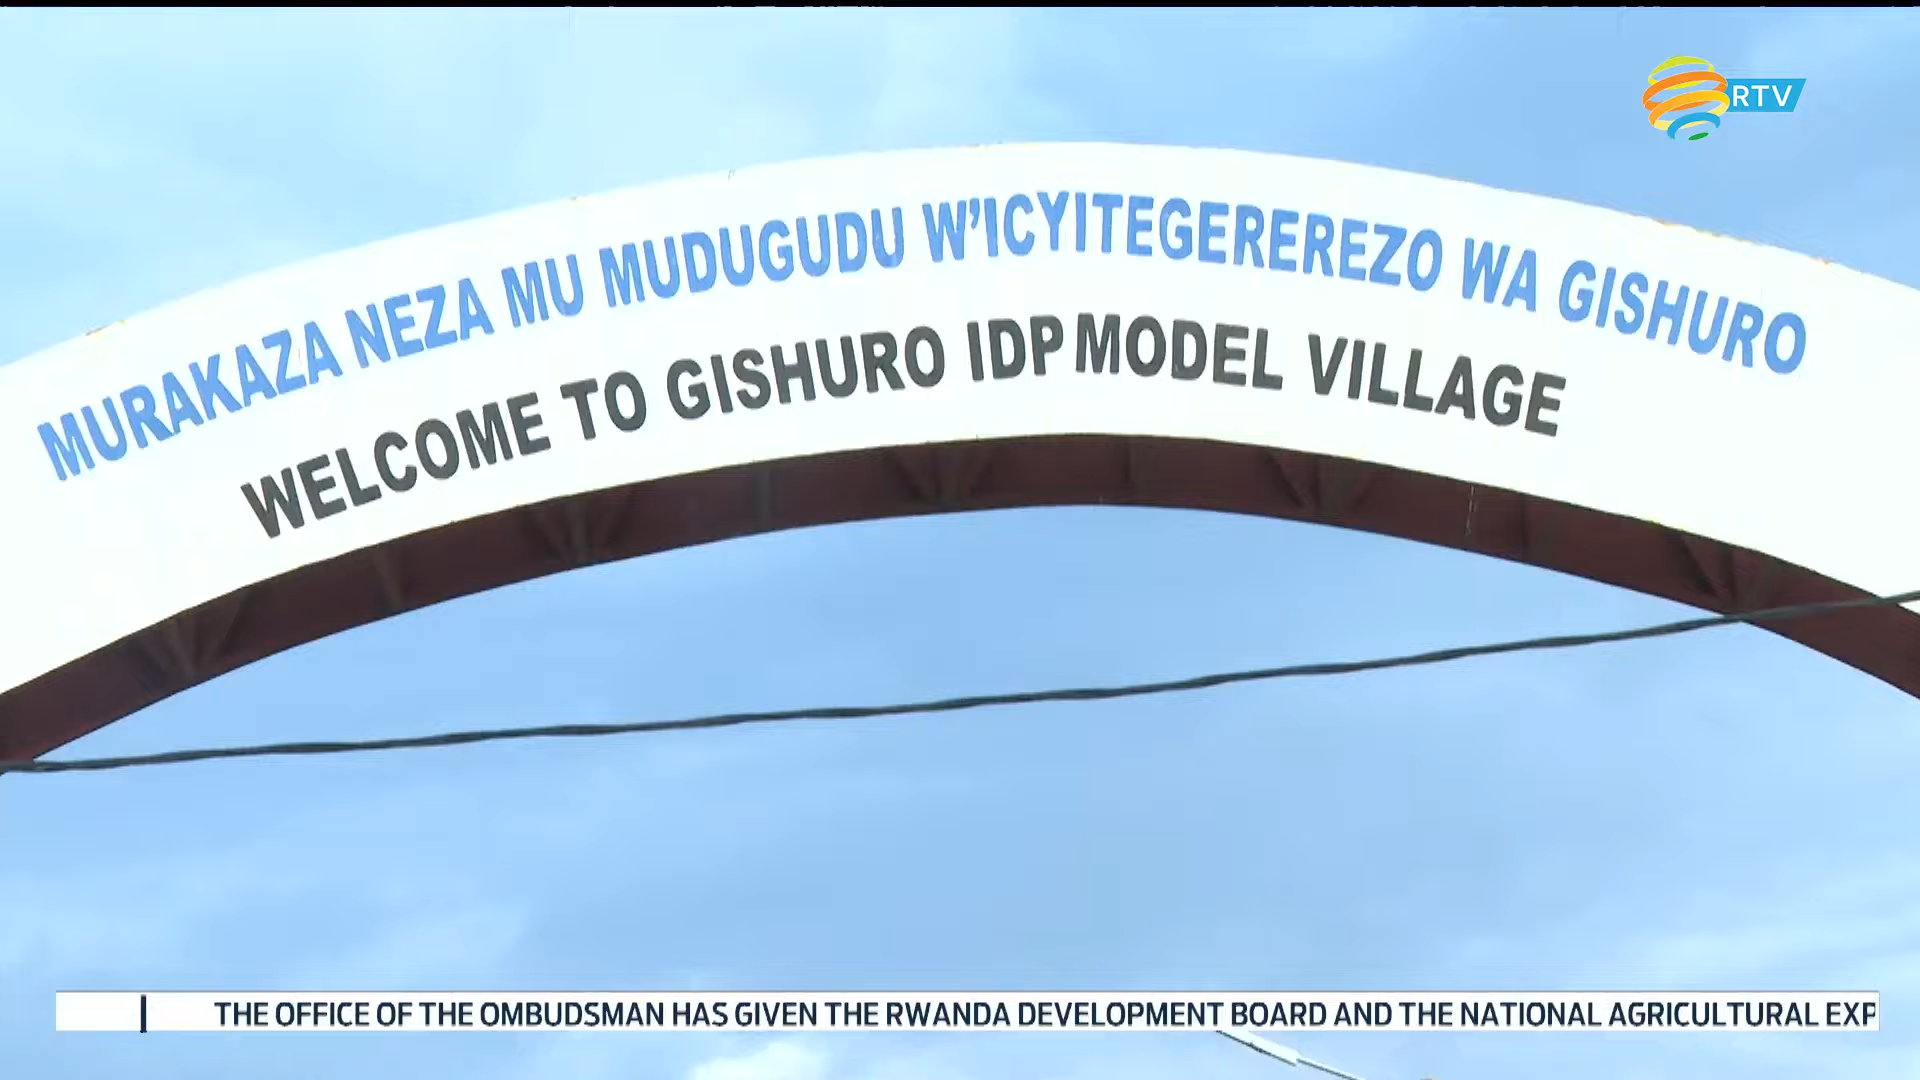 RTV
MURAKAZA NEZA MU MUDUGUDU W'ICYITEGEREREZO WA GISHURO
WELCOME TO GISHURO IDP MODEL VILLAGE
THE OFFICE OF THE OMBUDSMAN HAS GIVEN THE RWANDA DEVELOPMENT BOARD AND THE NATIONAL AGRICULTURAL EXP